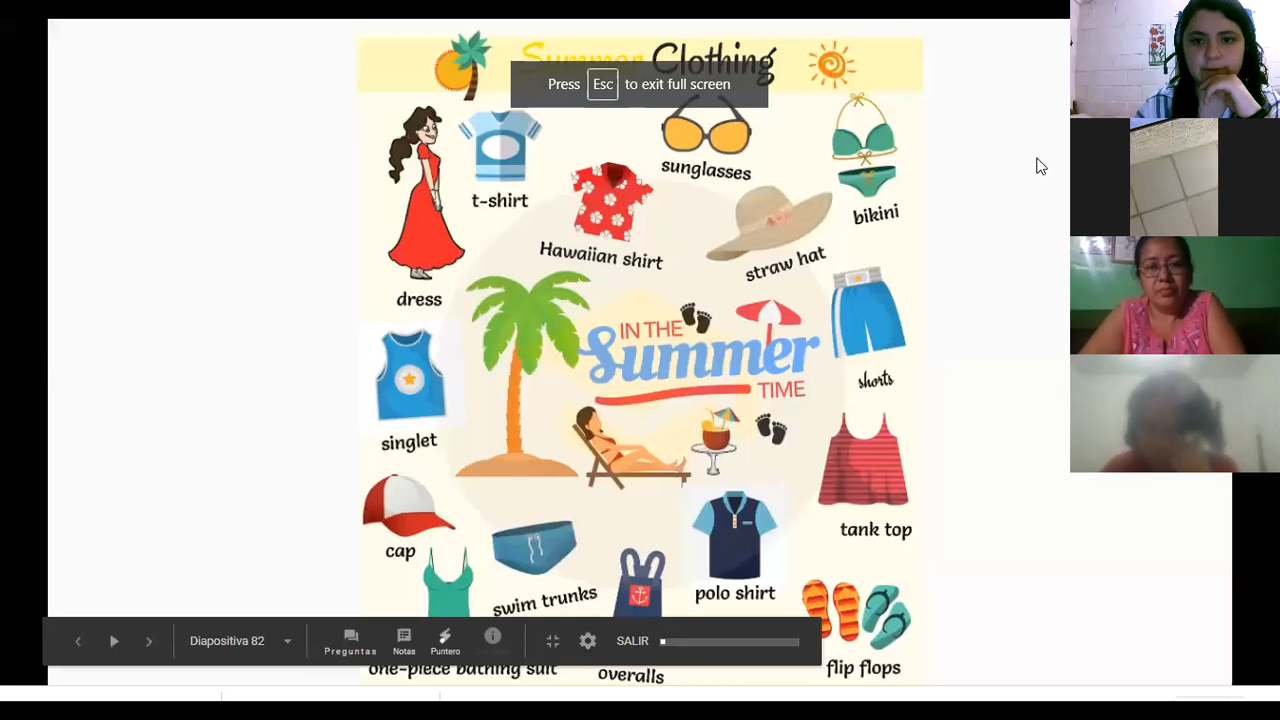 Summer Clothing
Press Esc to exit full screen
sunglasses
t-shirt
bikini
Hawaiian shirt
straw hat
dress
IN THE
Summer
TIME
shorts
singlet
tank top
cap
swim trunks
polo shirt
Diapositiva 82
Preguntas
Notas
Puntero
SALIR
one-piece bathing suit
overalls
flip flops